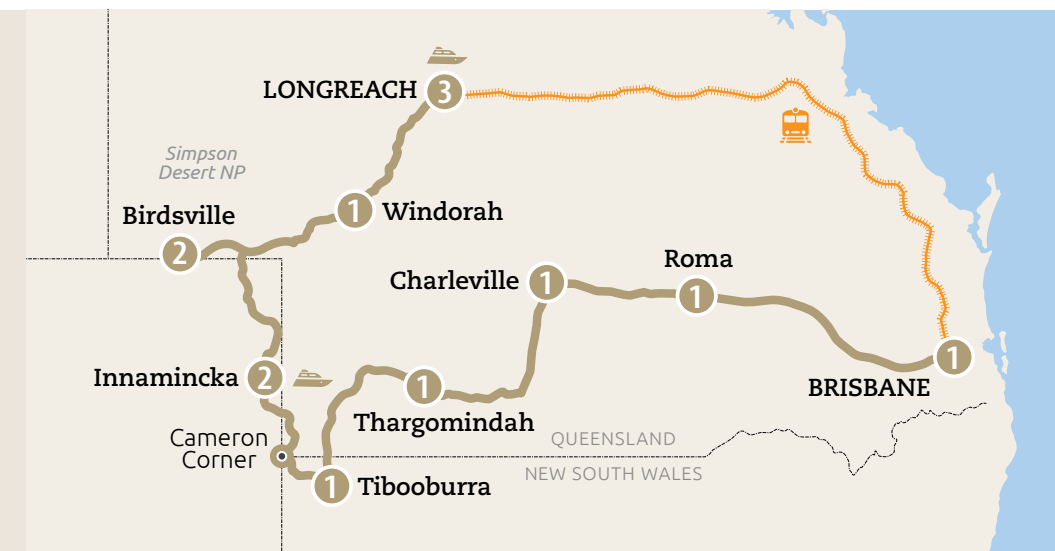 LONGREACH
3
Simpson
Desert NP
Birdsville
2
1
Windorah
Charleville
1
Roma
1
Innamincka
2
1
Thargomindah
1
BRISBANE
Cameron
Corner
QUEENSLAND
NEW SOUTH WALES
1
Tibooburra